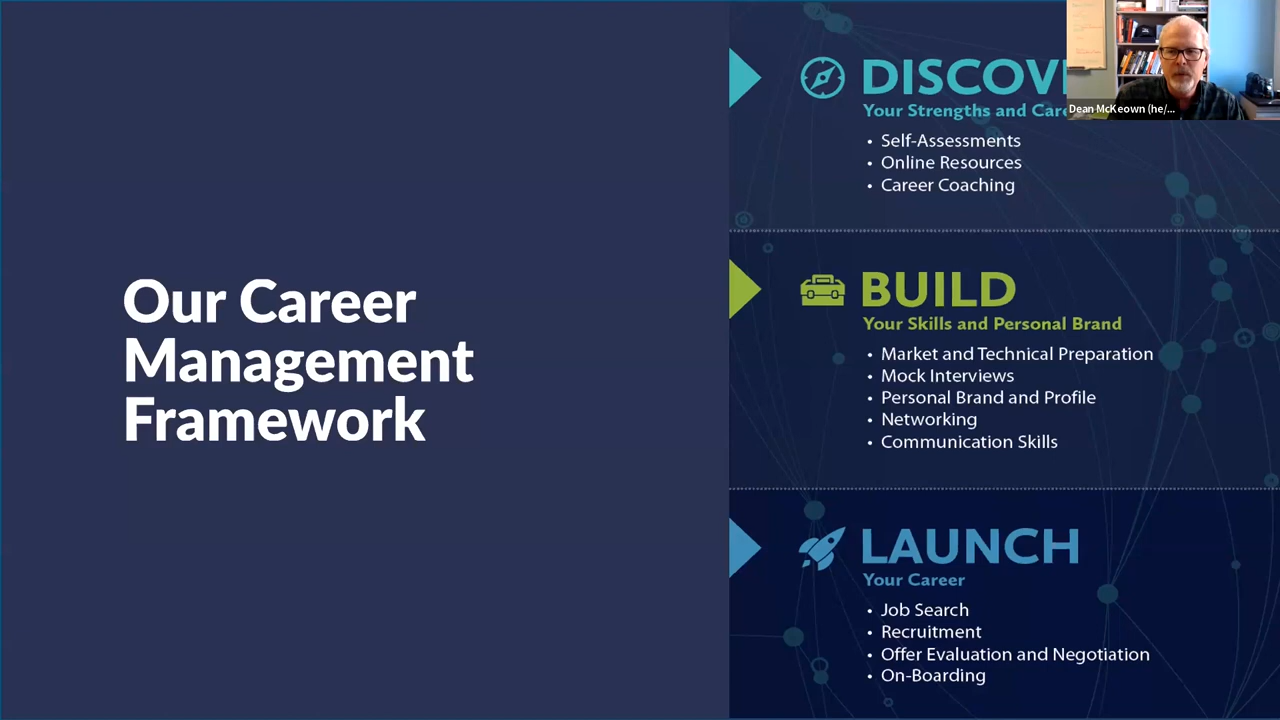 Our Career
Management
Framework
DISCOV
Your Strengths and
• Self-Assessments
• Online Resources
• Career Coaching
BUILD
Your Skills and Personal Brand
• Market and Technical Preparation
• Mock Interviews
• Personal Brand and Profile
• Networking
• Communication Skills
LAUNCH
Your Career
• Job Search
• Recruitment
• Offer Evaluation and Negotiation
• On-Boarding
Dean McKeown (he/...